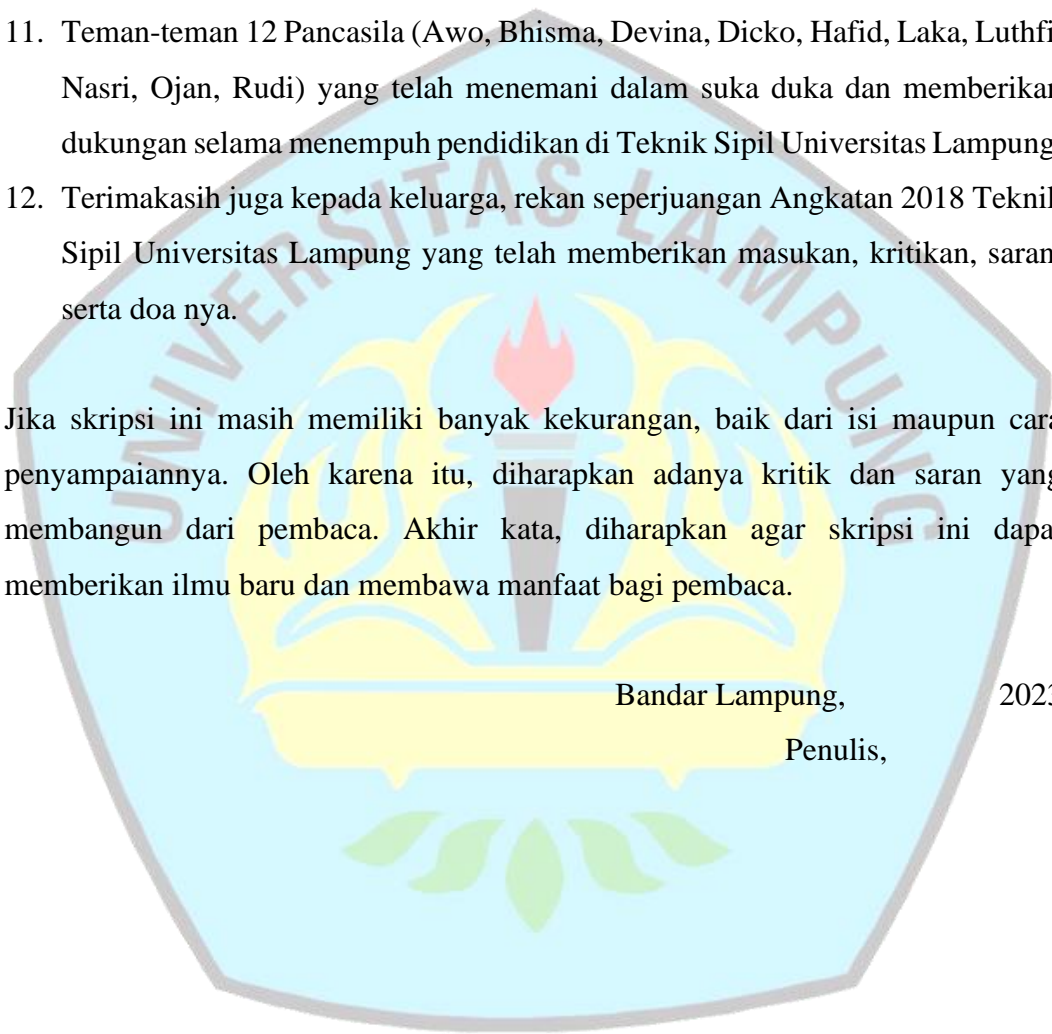 11. Teman-teman 12 Pancasila (Awo, Bhisma, Devina, Dicko, Hafid, Laka, Luthfi
Nasri, Ojan, Rudi) yang telah menemani dalam suka duka dan memberikan
dukungan selama menempuh pendidikan di Teknik Sipil Universitas Lampung
12. Terimakasih juga kepada keluarga, rekan seperjuangan Angkatan 2018 Teknik
Sipil Universitas Lampung yang telah memberikan masukan, kritikan, saran
serta doa nya.
Jika skripsi ini masih memiliki banyak kekurangan, baik dari isi maupun cara
penyampaiannya. Oleh karena itu, diharapkan adanya kritik dan saran yang
membangun dari pembaca. Akhir kata, diharapkan agar skripsi ini dapa
memberikan ilmu baru dan membawa manfaat bagi pembaca.
Bandar Lampung, 2023
Penulis,
UNIVERSITAS LAMPUNG